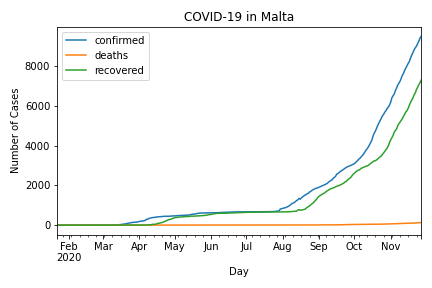 COVID-19 in Malta
confirmed
deaths
recovered
Number of Cases
8000
6000
4000
2000
0
Feb Mar Apr May Jun Jul Aug Sep Oct Nov
2020
Day